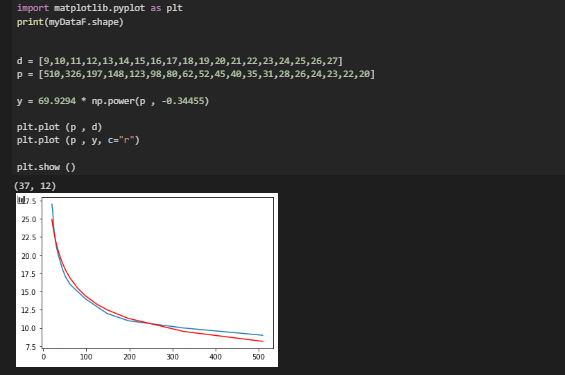 import matplotlib.pyplot as plt
print(myDataF.shape)
d = [9,10,11,12,13,14,15,16,17,18,19,20,21,22,23,24,25,26,27]
p = [510,326,197,148,123,98,80,62,52,45,40,35,31,28,26,24,23,22,20]
y = 69.9294 * np.power(p , -0.34455)
plt.plot (p , d)
plt.plot (p , y, c="r")
plt.show ()
(37, 12)
7.5
25.0
22.5
20.0
17.5
15.0
12.5
10.0
7.5
0 100 200 300 400 500